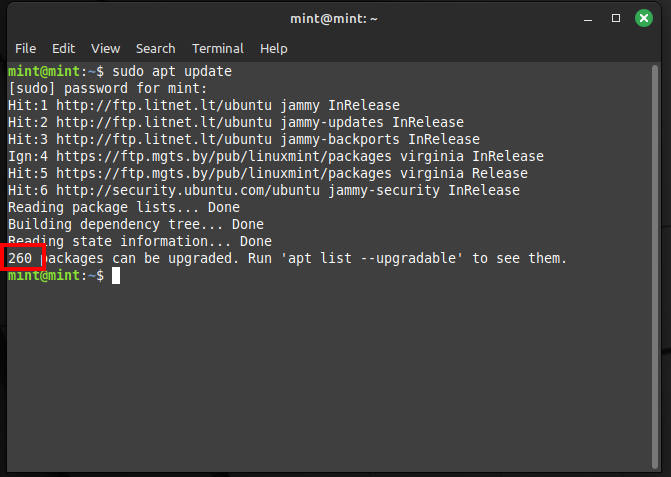 mint@mint: ~
File Edit View Search Terminal Help
mint@mint:~$ sudo apt update
[sudo] password for mint:
Hit:1 http://ftp.litnet.lt/ubuntu jammy InRelease
Hit:2 http://ftp.litnet.lt/ubuntu jammy-updates InRelease
Hit:3 http://ftp.litnet.lt/ubuntu jammy-backports InRelease
Ign:4 https://ftp.mgts.by/pub/linuxmint/packages virginia InRelease
Hit:5 https://ftp.mgts.by/pub/linuxmint/packages virginia Release
Hit:6 http://security.ubuntu.com/ubuntu jammy-security InRelease
Reading package lists... Done
Building dependency tree... Done
Reading state information... Done
260 packages can be upgraded. Run 'apt list --upgradable' to see them.
mint@mint:~$